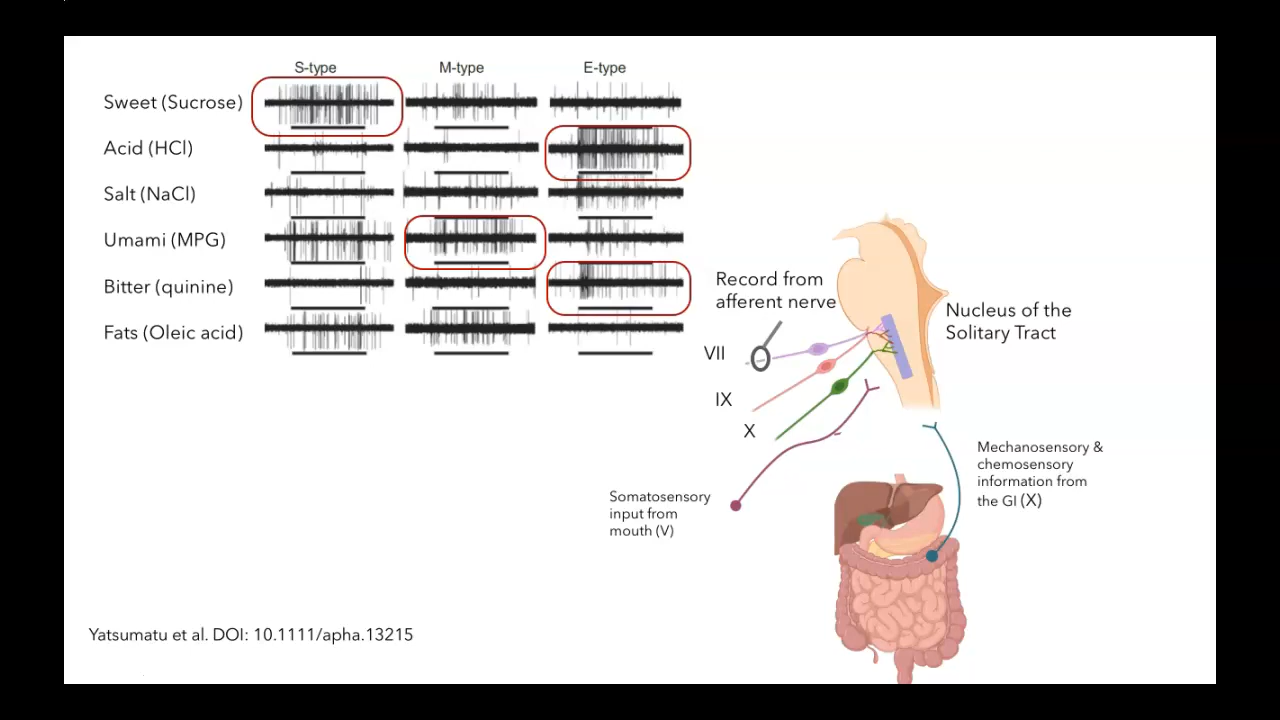 S-type M-type E-type
Sweet (Sucrose)
Acid (HCl)
Salt (NaCl)
Umami (MPG)
Bitter (quinine)
Fats (Oleic acid)
Record from
afferent nerve
VII
IX
X
Nucleus of the
Solitary Tract
Mechanosensory &
chemosensory
information from
the GI (X)
Somatosensory
input from
mouth (V)
Yatsumatu et al. DOI: 10.1111/apha.13215